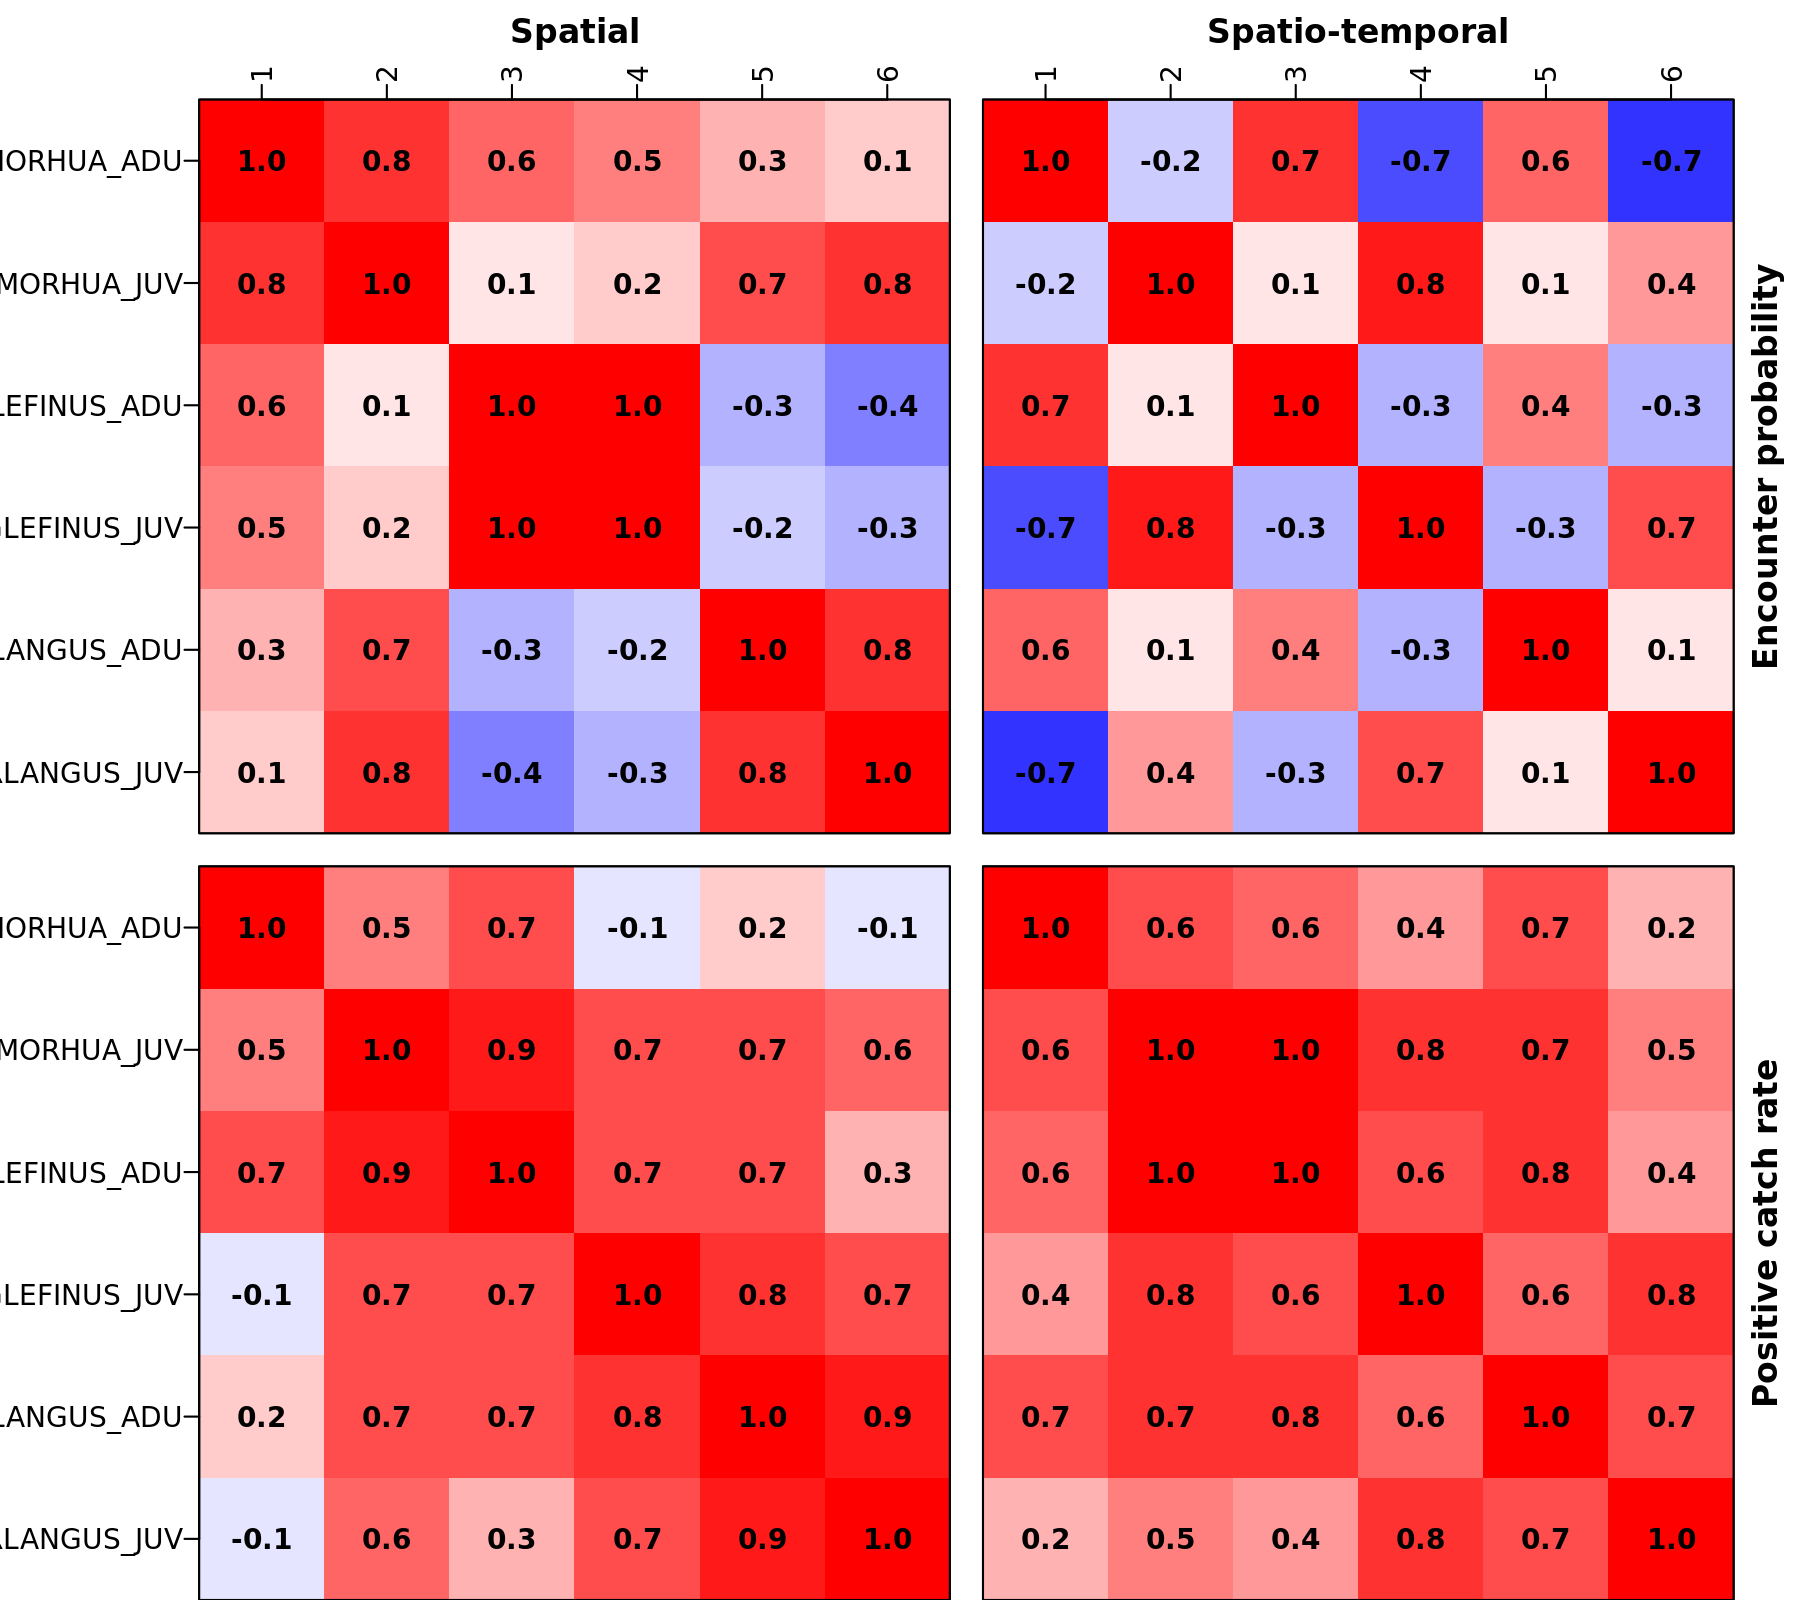 Spatial Spatio-temporal
1 2 3 4 5 6 1 2 3 4 5 6
ORHUA_ADU 1.0 0.8 0.6 0.5 0.3 0.1 1.0 -0.2 0.7 -0.7 0.6 -0.7
MORHUA_JUV 0.8 1.0 0.1 0.2 0.7 0.8 -0.2 1.0 0.1 0.8 0.1 0.4
LEFINUS_ADU 0.6 0.1 1.0 1.0 -0.3 -0.4 0.7 0.1 1.0 -0.3 0.4 -0.3
LEFINUS_JUV 0.5 0.2 1.0 1.0 -0.2 -0.3 -0.7 0.8 -0.3 1.0 -0.3 0.7
LANGUS_ADU 0.3 0.7 -0.3 -0.2 1.0 0.8 0.6 0.1 0.4 -0.3 1.0 0.1
LANGUS_JUV 0.1 0.8 -0.4 -0.3 0.8 1.0 -0.7 0.4 -0.3 0.7 0.1 1.0
Encounter probability
ORHUA_ADU 1.0 0.5 0.7 -0.1 0.2 -0.1 1.0 0.6 0.6 0.4 0.7 0.2
MORHUA_JUV 0.5 1.0 0.9 0.7 0.7 0.6 0.6 1.0 1.0 0.8 0.7 0.5
LEFINUS_ADU 0.7 0.9 1.0 0.7 0.7 0.3 0.6 1.0 1.0 0.6 0.8 0.4
LEFINUS_JUV -0.1 0.7 0.7 1.0 0.8 0.7 0.4 0.8 0.6 1.0 0.6 0.8
LANGUS_ADU 0.2 0.7 0.7 0.8 1.0 0.9 0.7 0.7 0.8 0.6 1.0 0.7
LANGUS_JUV -0.1 0.6 0.3 0.7 0.9 1.0 0.2 0.5 0.4 0.8 0.7 1.0
Positive catch rate